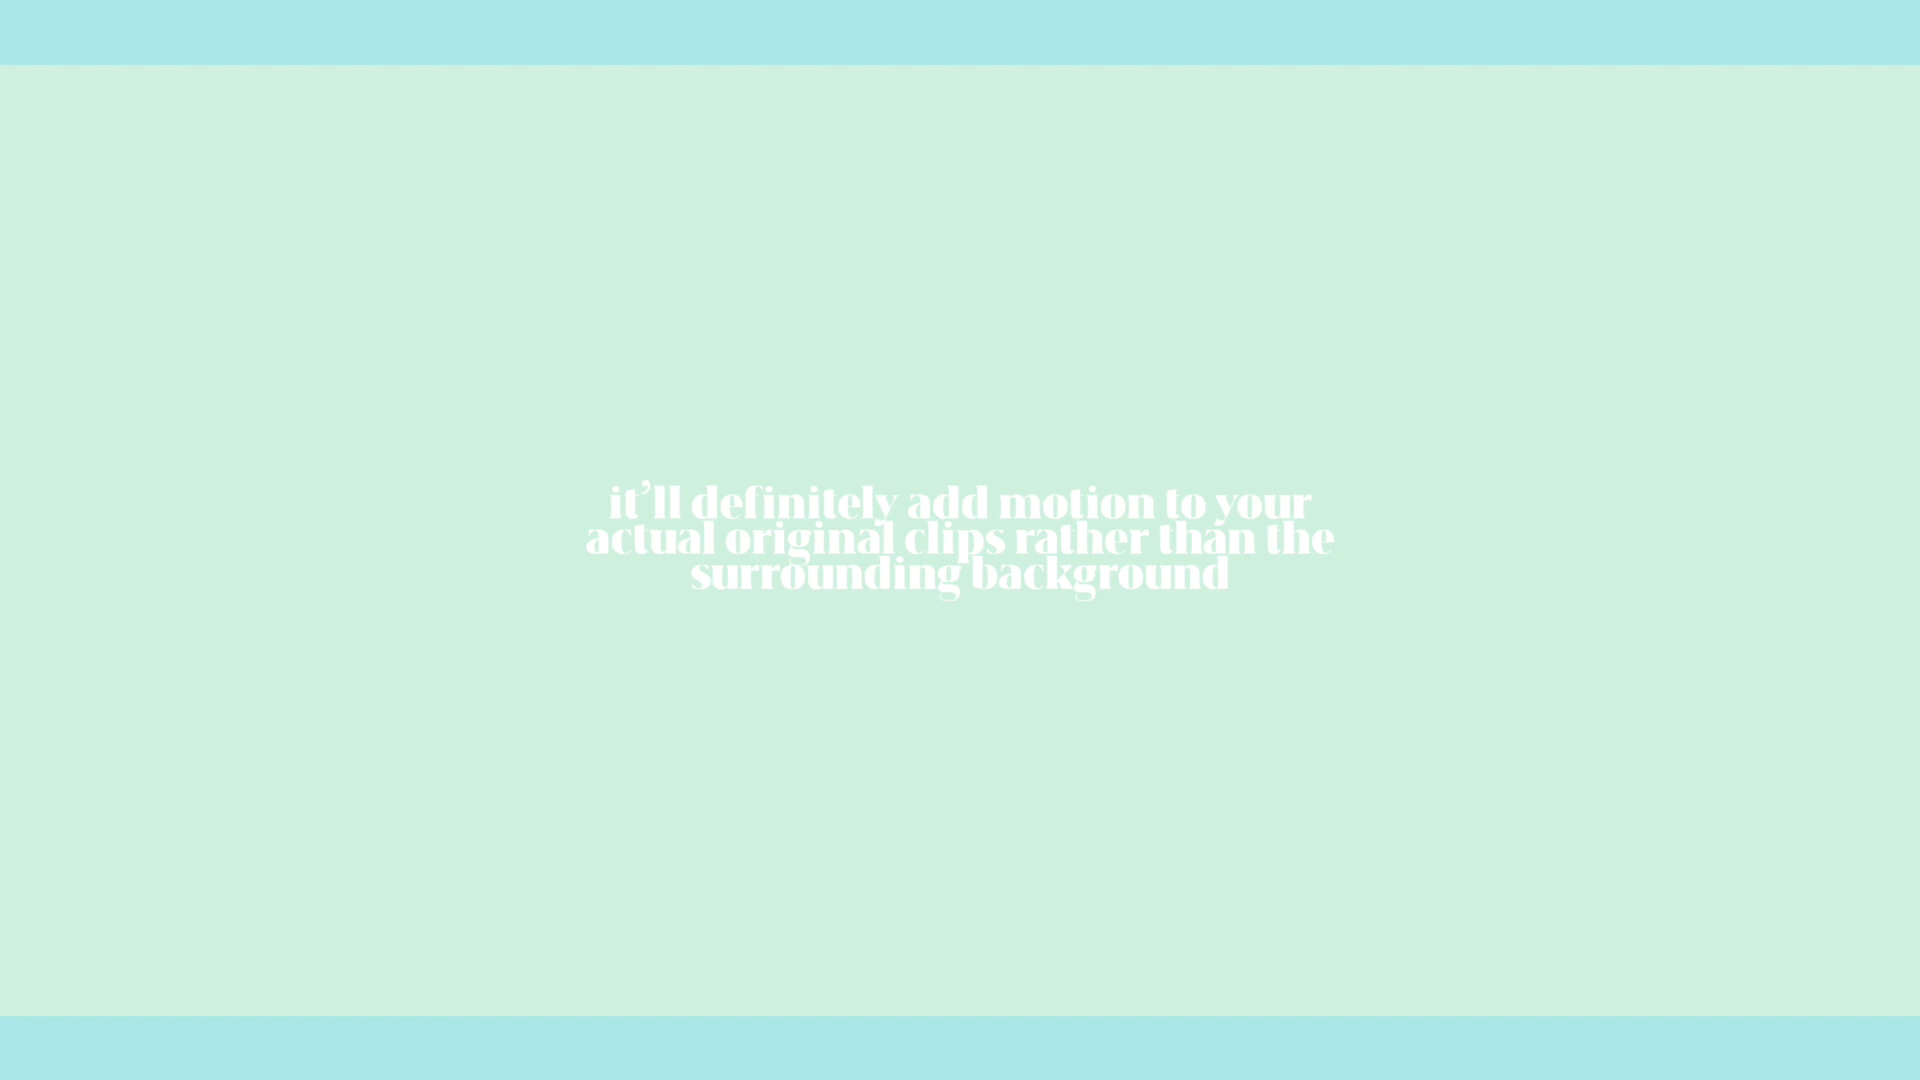 it’ll definitely add motion to your
actual original clips rather than the
surrounding background